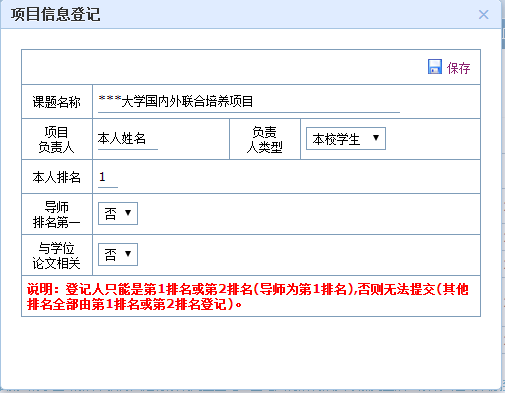 项目信息登记
保存
课题名称 ***大学国内外联合培养项目
项目
负责人
本人姓名
负责
人类型
本校学生
本人排名 1
导师
排名第一
否
与学位
论文相关
否
说明：登记人只能是第1排名或第2排名(导师为第1排名),否则无法提交(其他
排名全部由第1排名或第2排名登记)。